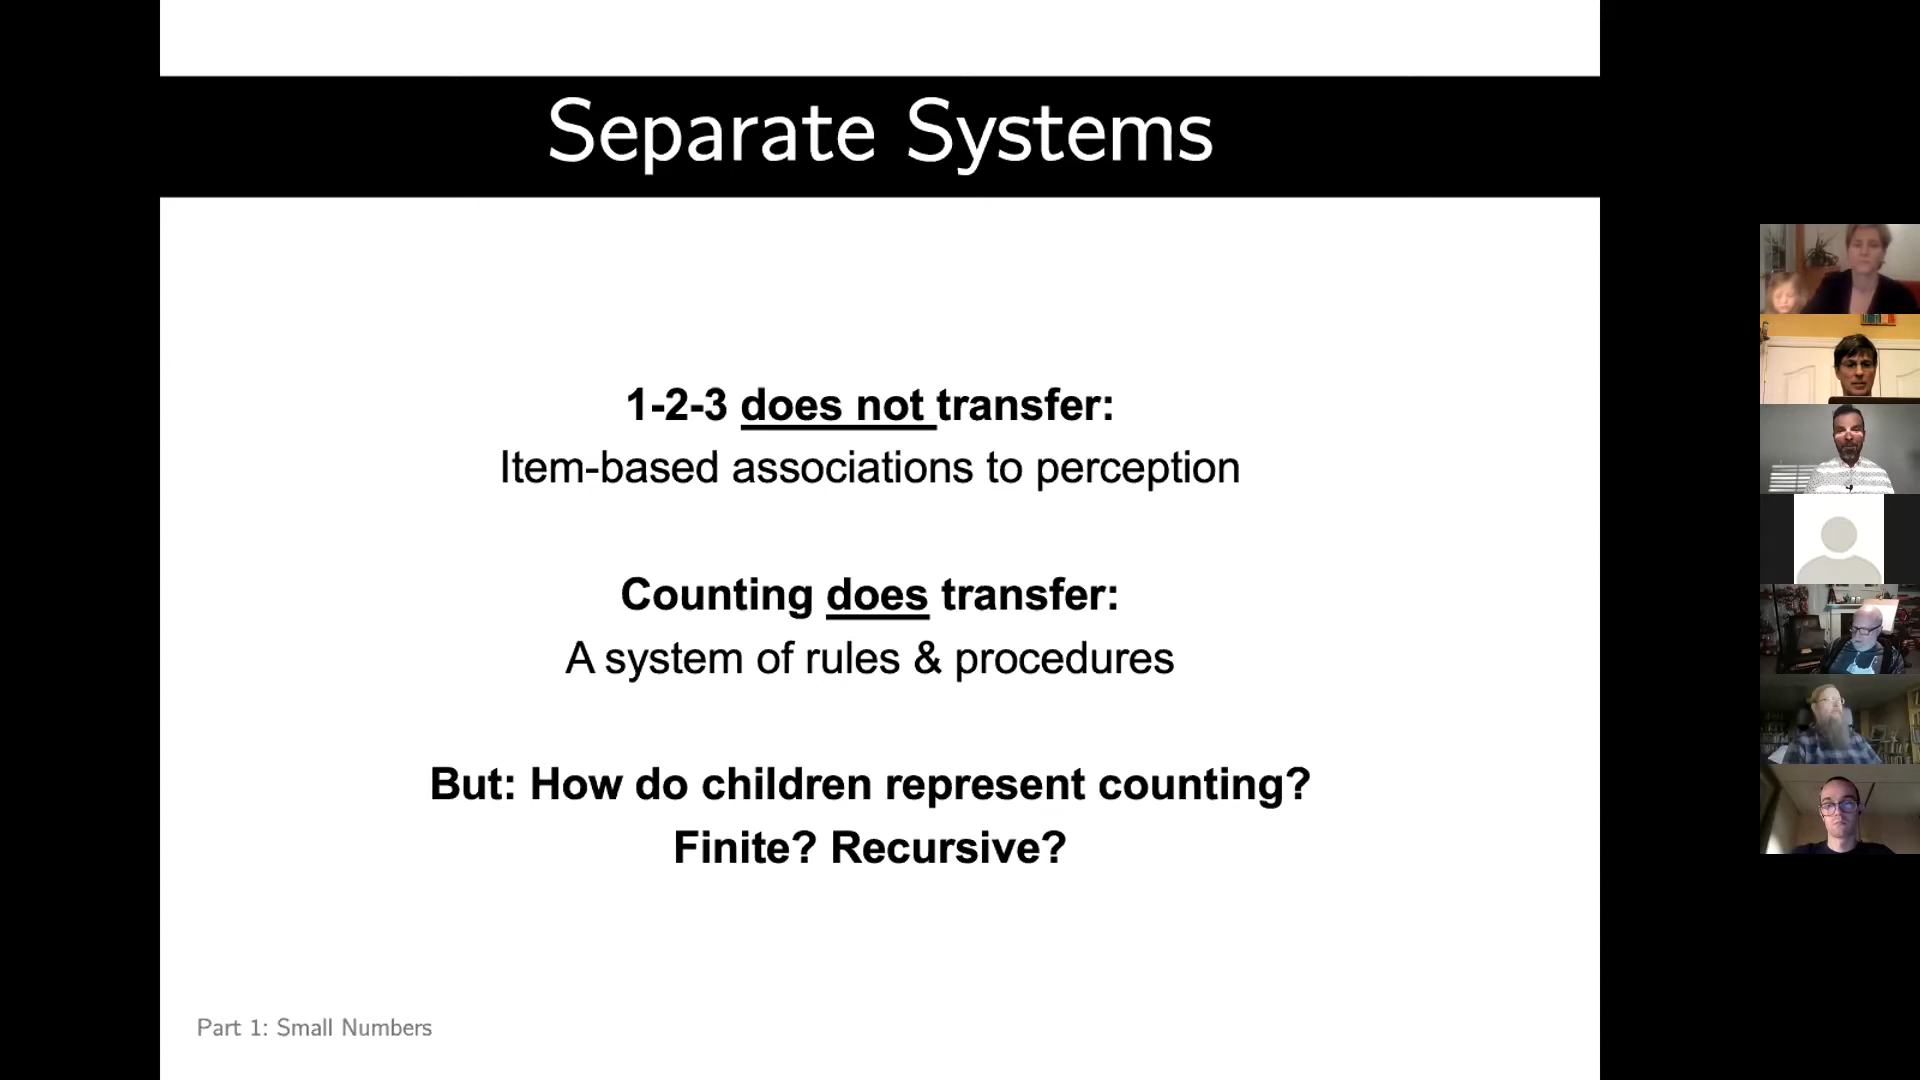 Separate Systems
1-2-3 does not transfer:
Item-based associations to perception
Counting does transfer:
A system of rules & procedures
But: How do children represent counting?
Finite? Recursive?
Part 1: Small Numbers